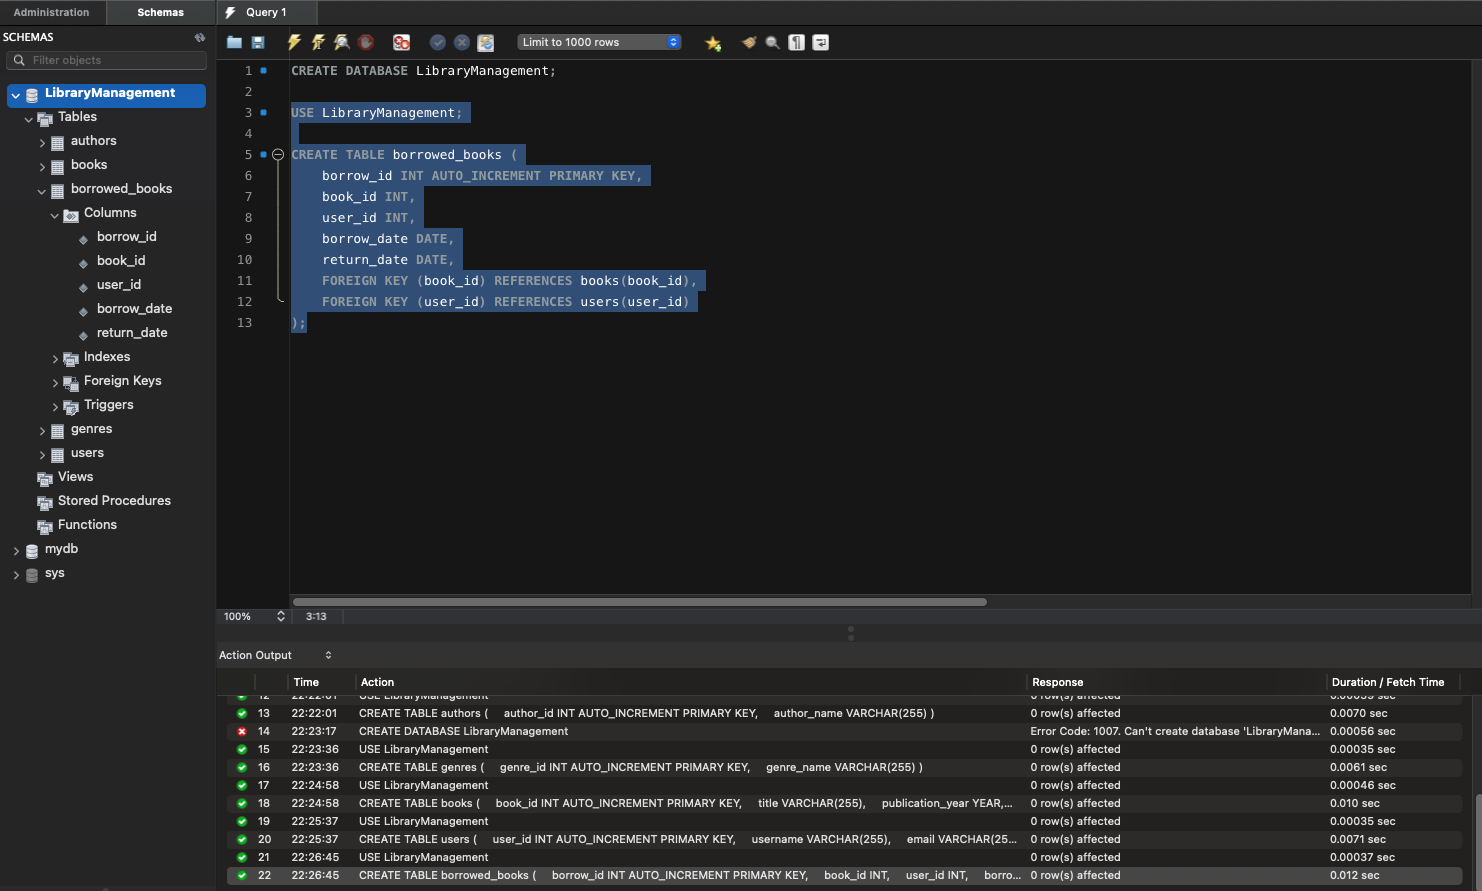 Administration
Schemas
Query 1
SCHEMAS
Filter objects
Limit to 1000 rows
LibraryManagement
Tables
authors
books
borrowed_books
Columns
borrow_id
book_id
user_id
borrow_date
return_date
Indexes
Foreign Keys
Triggers
genres
users
Views
Stored Procedures
Functions
mydb
sys
1 CREATE DATABASE LibraryManagement;
2
3 USE LibraryManagement;
4
5 CREATE TABLE borrowed_books (
6 borrow_id INT AUTO_INCREMENT PRIMARY KEY,
7 book_id INT,
8 user_id INT,
9 borrow_date DATE,
10 return_date DATE,
11 FOREIGN KEY (book_id) REFERENCES books(book_id),
12 FOREIGN KEY (user_id) REFERENCES users(user_id)
13 );
100% 3:13
Action Output
Time Action Response Duration / Fetch Time
12 22:22:01 USE LibraryManagement 0 row(s) affected 0.00039 sec
13 22:22:01 CREATE TABLE authors ( author_id INT AUTO_INCREMENT PRIMARY KEY, author_name VARCHAR(255) ) 0 row(s) affected 0.0070 sec
14 22:23:17 CREATE DATABASE LibraryManagement Error Code: 1007. Can't create database 'LibraryMana... 0.00056 sec
15 22:23:36 USE LibraryManagement 0 row(s) affected 0.00035 sec
16 22:23:36 CREATE TABLE genres ( genre_id INT AUTO_INCREMENT PRIMARY KEY, genre_name VARCHAR(255) ) 0 row(s) affected 0.0061 sec
17 22:24:58 USE LibraryManagement 0 row(s) affected 0.00046 sec
18 22:24:58 CREATE TABLE books ( book_id INT AUTO_INCREMENT PRIMARY KEY, title VARCHAR(255), publication_year YEAR,... 0 row(s) affected 0.010 sec
19 22:25:37 USE LibraryManagement 0 row(s) affected 0.00035 sec
20 22:25:37 CREATE TABLE users ( user_id INT AUTO_INCREMENT PRIMARY KEY, username VARCHAR(255), email VARCHAR(25... 0 row(s) affected 0.0071 sec
21 22:26:45 USE LibraryManagement 0 row(s) affected 0.00037 sec
22 22:26:45 CREATE TABLE borrowed_books ( borrow_id INT AUTO_INCREMENT PRIMARY KEY, book_id INT, user_id INT, borro... 0 row(s) affected 0.012 sec